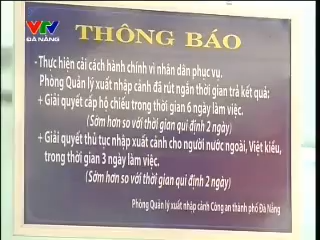 VTV
ĐÀ NẴNG
THÔNG BÁO
- Thực hiện cải cách hành chính vì nhân dân phục vụ.
Phòng Quản lý xuất nhập cảnh đã rút ngắn thời gian trả kết quả:
+ Giải quyết cấp hộ chiếu trong thời gian 6 ngày làm việc.
(Sớm hơn so với thời gian qui định 2 ngày)
+ Giải quyết thủ tục nhập xuất cảnh cho người nước ngoài, Việt kiều,
trong thời gian 3 ngày làm việc.
(Sớm hơn so với thời gian qui định 2 ngày)
Phòng Quản lý xuất nhập cảnh Công an thành phố Đà Nẵng